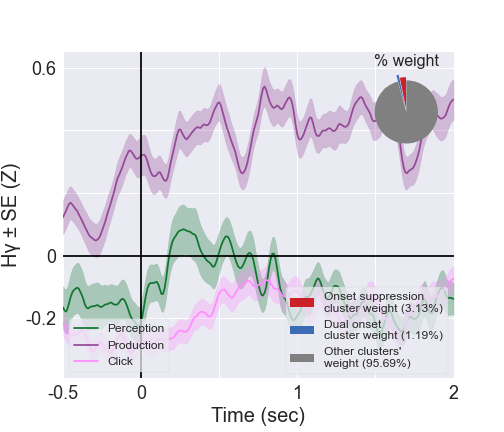 % weight
0.6
0
-0.2
Hγ ± SE (Z)
Perception
Production
Click
Onset suppression
cluster weight (3.13%)
Dual onset
cluster weight (1.19%)
Other clusters'
weight (95.69%)
-0.5
0
1
2
Time (sec)